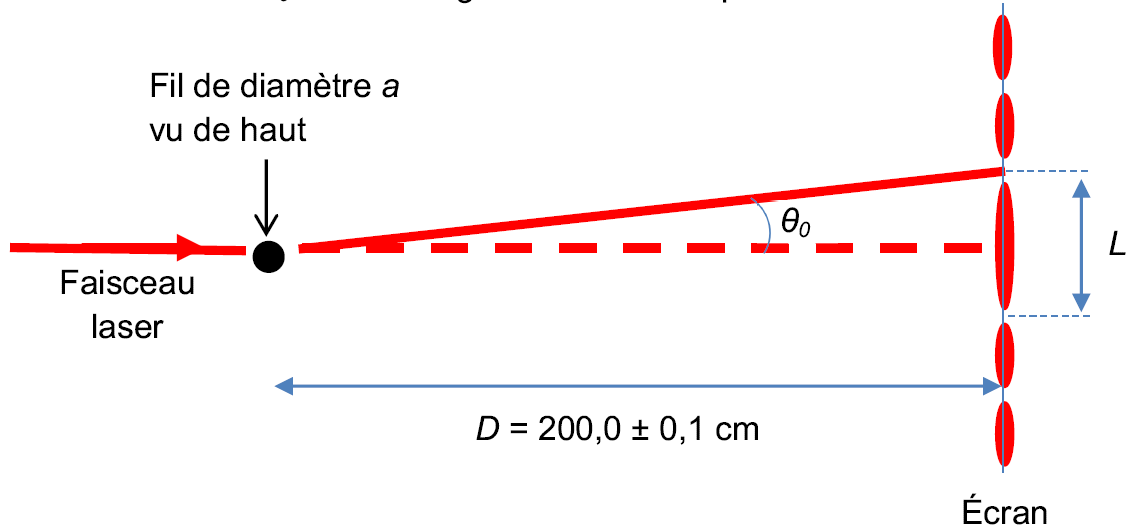 Fil de diamètre a
vu de haut
θ0
L
Faisceau
laser
D = 200,0 ± 0,1 cm
Écran